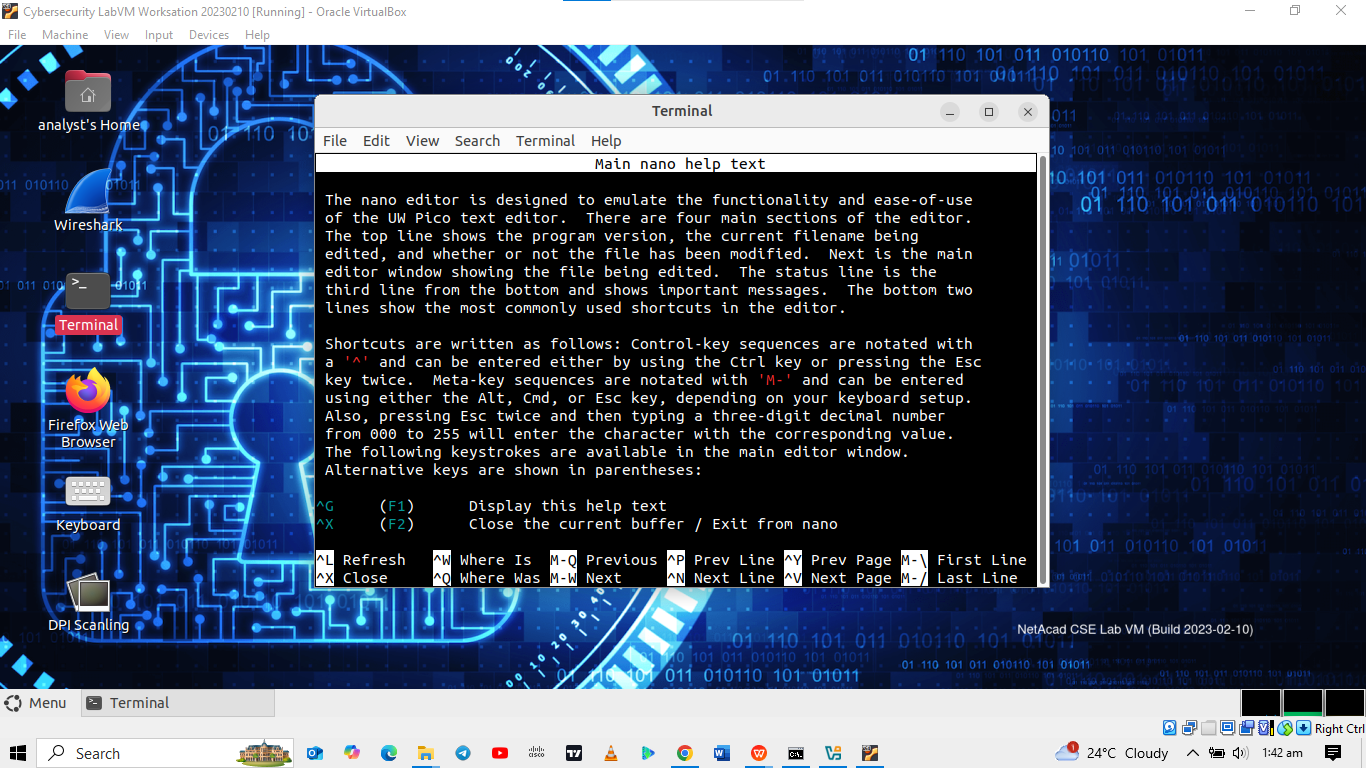 Cybersecurity LabVM Worksation 20230210 [Running] - Oracle VirtualBox
File Machine View Input Devices Help
analyst's Home
Wireshark
Terminal
Firefox Web
Browser
Keyboard
DPI Scanling
Terminal
File Edit View Search Terminal Help
Main nano help text
The nano editor is designed to emulate the functionality and ease-of-use
of the UW Pico text editor.  There are four main sections of the editor.
The top line shows the program version, the current filename being
edited, and whether or not the file has been modified.  Next is the main
editor window showing the file being edited.  The status line is the
third line from the bottom and shows important messages.  The bottom two
lines show the most commonly used shortcuts in the editor.
Shortcuts are written as follows: Control-key sequences are notated with
a '^' and can be entered either by using the Ctrl key or pressing the Esc
key twice.  Meta-key sequences are notated with 'M-' and can be entered
using either the Alt, Cmd, or Esc key, depending on your keyboard setup.
Also, pressing Esc twice and then typing a three-digit decimal number
from 000 to 255 will enter the character with the corresponding value.
The following keystrokes are available in the main editor window.
Alternative keys are shown in parentheses:
^G (F1) Display this help text
^X (F2) Close the current buffer / Exit from nano
^L Refresh ^W Where Is M-Q Previous ^P Prev Line ^Y Prev Page M-\ First Line
^X Close ^Q Where Was M-W Next ^N Next Line ^V Next Page M-/ Last Line
NetAcad CSE Lab VM (Build 2023-02-10)
Menu Terminal
Right Ctrl
Search 24°C Cloudy 1:42 am